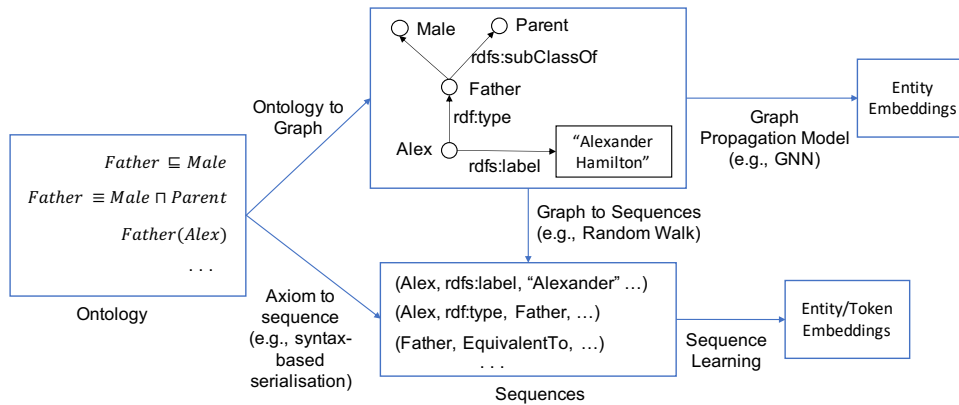 Father ⊑ Male
Father ≡ Male ⊓ Parent
Father(Alex)
. . .
Ontology
Ontology to
Graph
Male
Parent
rdfs:subClassOf
Father
rdf:type
Alex
rdfs:label
“Alexander
Hamilton”
Graph
Propagation Model
(e.g., GNN)
Entity
Embeddings
Graph to Sequences
(e.g., Random Walk)
Axiom to
sequence
(e.g., syntax-
based
serialisation)
(Alex, rdfs:label, “Alexander” …)
(Alex, rdf:type, Father, …)
(Father, EquivalentTo, …)
. . .
Sequences
Sequence
Learning
Entity/Token
Embeddings